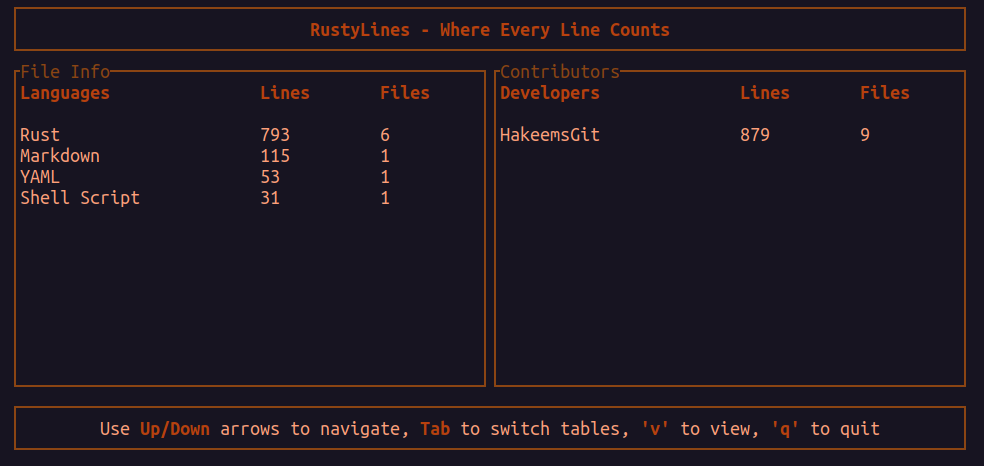 RustyLines - Where Every Line Counts
File Info
Languages Lines Files
Rust 793 6
Markdown 115 1
YAML 53 1
Shell Script 31 1
Contributors
Developers Lines Files
HakeemsGit 879 9
Use Up/Down arrows to navigate, Tab to switch tables, 'v' to view, 'q' to quit